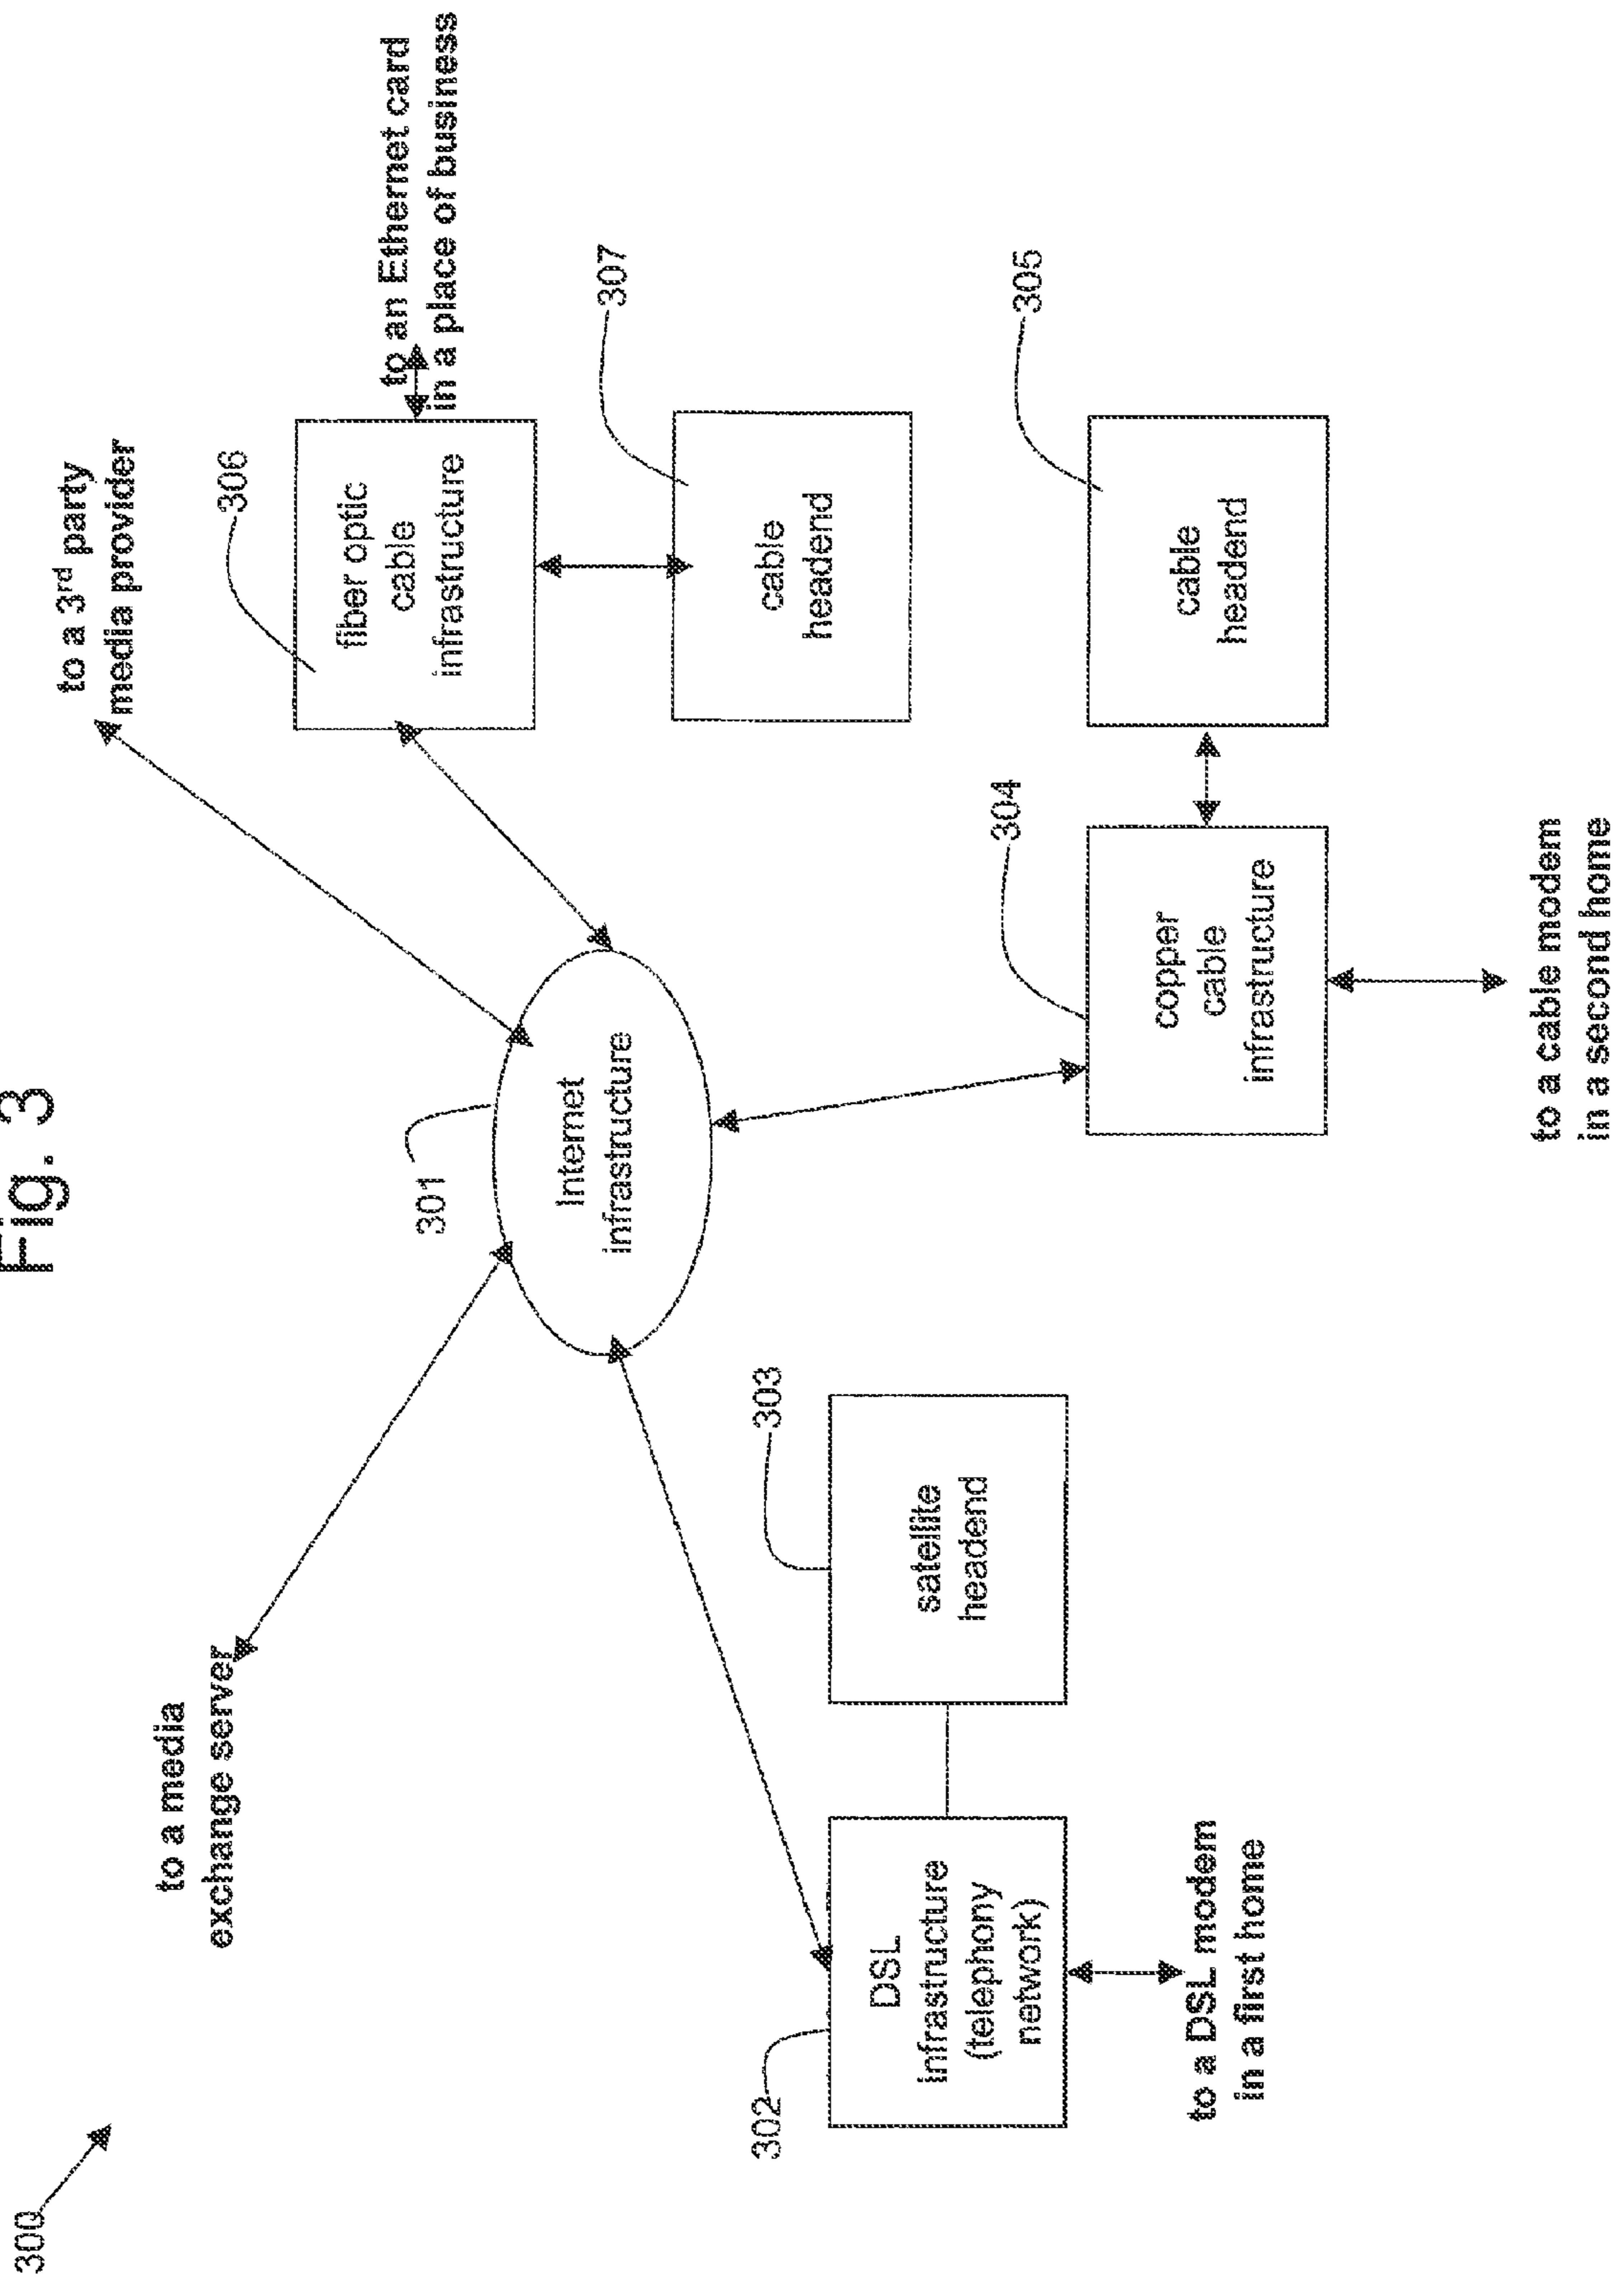 Fig. 3
300
to a media
exchange server
to a 3rd party
media provider
301
Internet
infrastructure
306
fiber optic
cable
infrastructure
to an Ethernet card
in a place of business
307
cable
headend
302
DSL
infrastructure
(telephony
network)
303
satellite
headend
to a DSL modem
in a first home
304
copper
cable
infrastructure
305
cable
headend
to a cable modem
in a second home